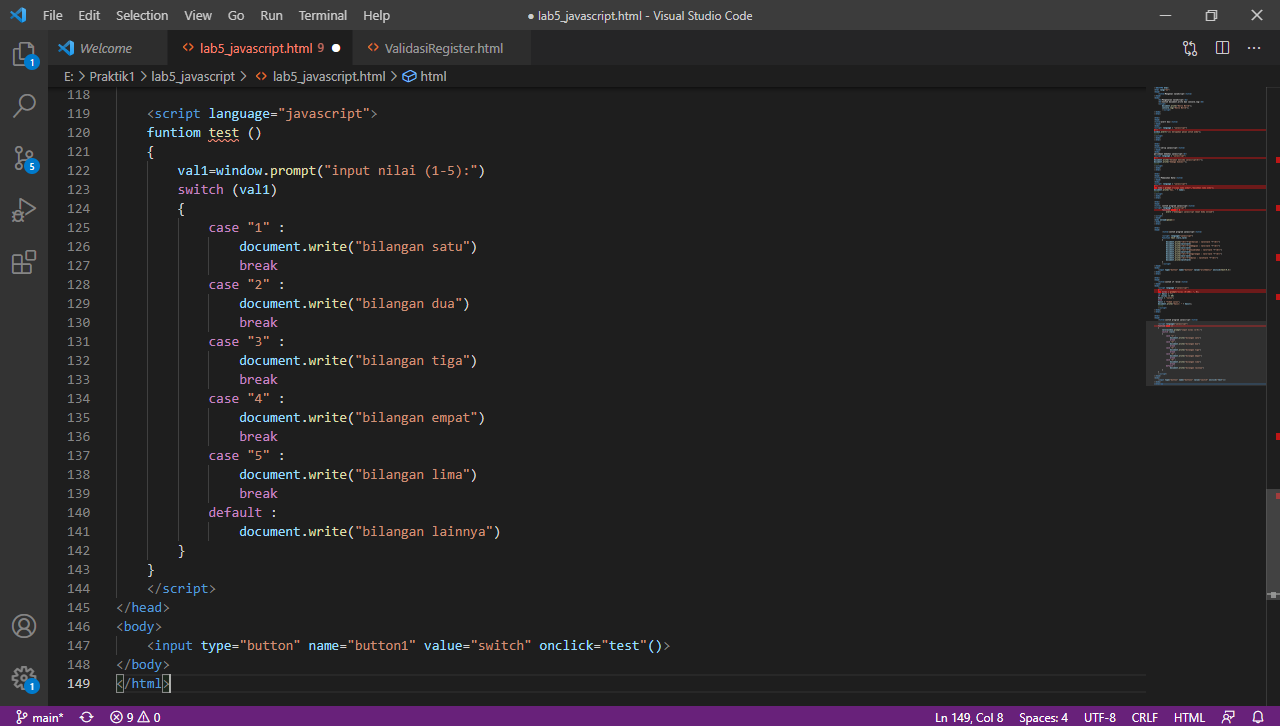 File Edit Selection View Go Run Terminal Help ● lab5_javascript.html - Visual Studio Code
Welcome <> lab5_javascript.html 9 ● <> ValidasiRegister.html
E: > Praktik1 > lab5_javascript > <> lab5_javascript.html > html
118
119 <script language="javascript">
120 funtiom test ()
121 {
122 val1=window.prompt("input nilai (1-5):")
123 switch (val1)
124 {
125 case "1" :
126 document.write("bilangan satu")
127 break
128 case "2" :
129 document.write("bilangan dua")
130 break
131 case "3" :
132 document.write("bilangan tiga")
133 break
134 case "4" :
135 document.write("bilangan empat")
136 break
137 case "5" :
138 document.write("bilangan lima")
139 break
140 default :
141 document.write("bilangan lainnya")
142 }
143 }
144 </script>
145 </head>
146 <body>
147 <input type="button" name="button1" value="switch" onclick="test"()>
148 </body>
149 </html>
1
5
1
main* 9 0 Ln 149, Col 8 Spaces: 4 UTF-8 CRLF HTML